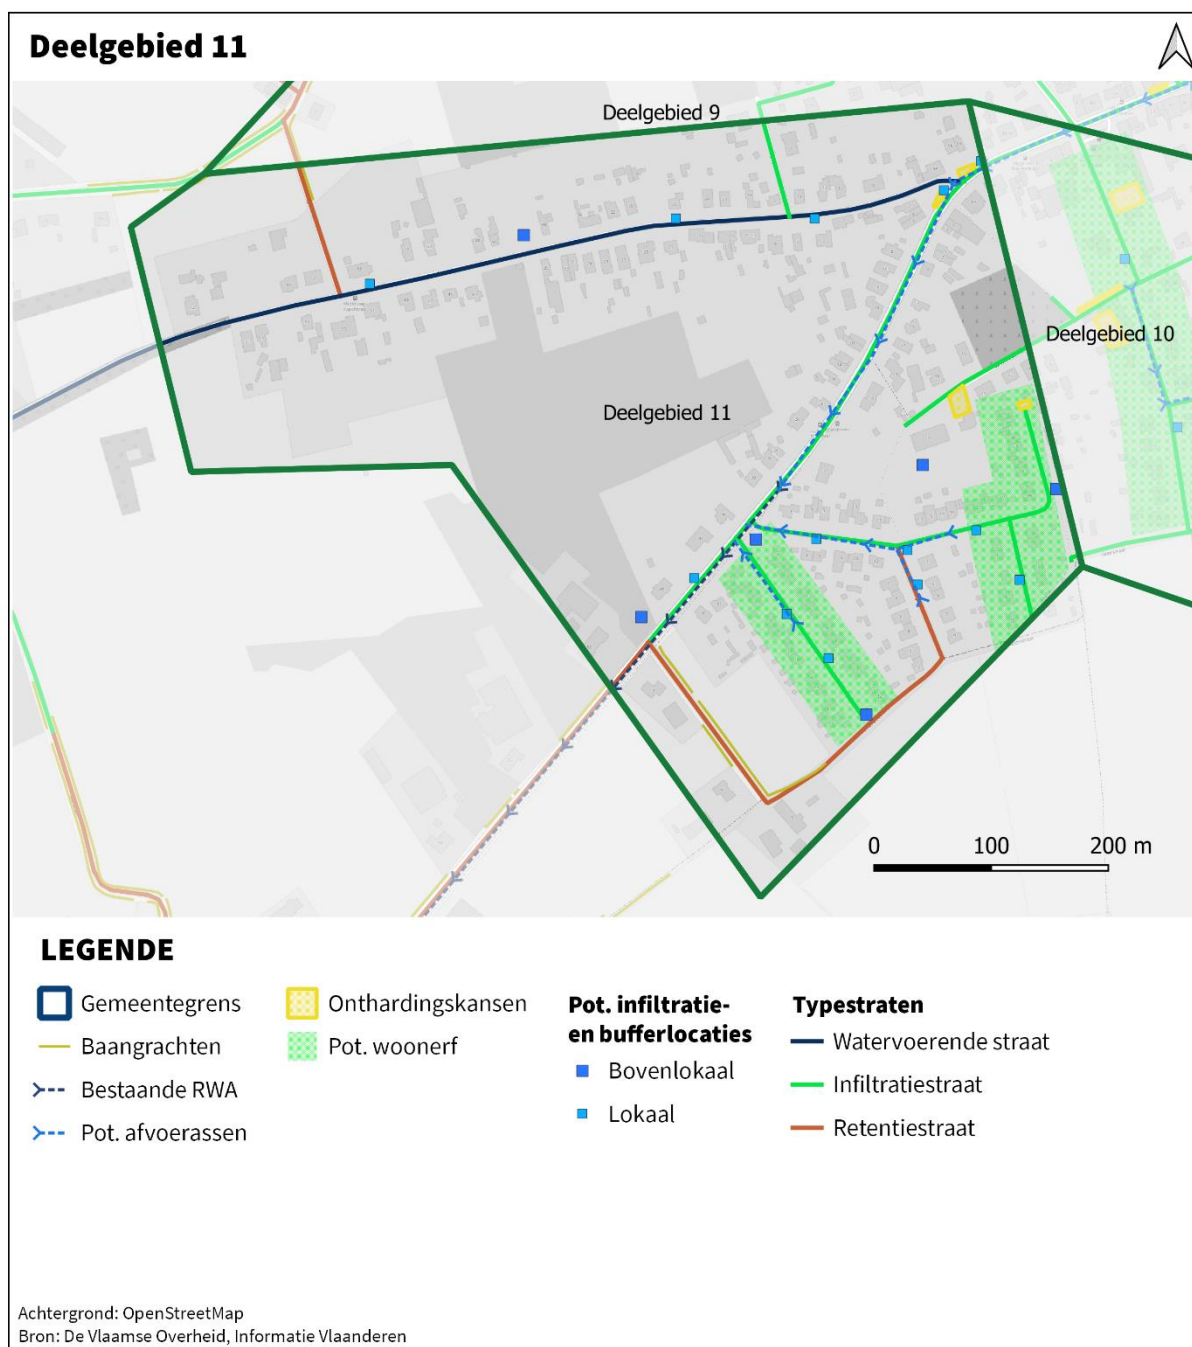 Deelgebied 11
Deelgebied 9
Deelgebied 10
Deelgebied 11
0 100 200 m
LEGENDE
Gemeentegrens
Baangrachten
Bestaande RWA
Pot. afvoerassen
Onthardingskansen
Pot. woonerf
Pot. infiltratie-
en bufferlocaties
Bovenlokaal
Lokaal
Typestraten
Watervoerende straat
Infiltratiestraat
Retentiestraat
Achtergrond: OpenStreetMap
Bron: De Vlaamse Overheid, Informatie Vlaanderen